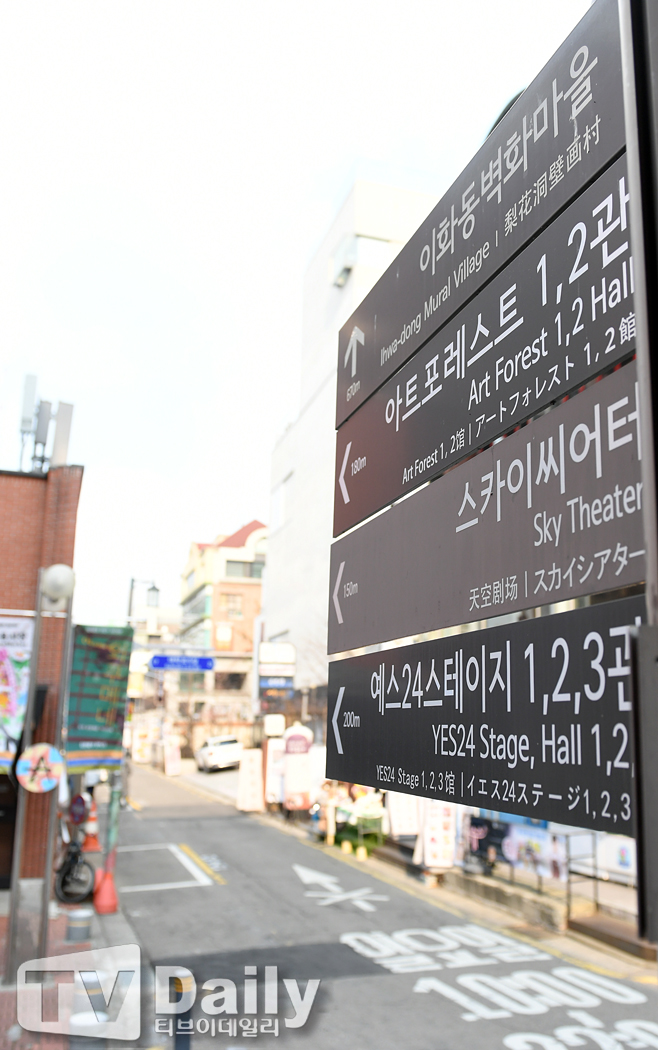 이화동벽화마을
Ihwa-dong Mural Village | 梨花洞壁画村
670m
아트포레스트 1,2관
Art Forest 1,2 Hall
Art Forest 1, 2馆 | アートフォレスト 1, 2館
180m
스카이씨어터
Sky Theater
天空剧场 | スカイシアター
150m
예스24스테이지 1,2,3관
YES24 Stage, Hall 1,2,
YES24 Stage 1,2,3馆 | イエス24ステージ1, 2, 3
200m
A
TV Daily
티브이데일리